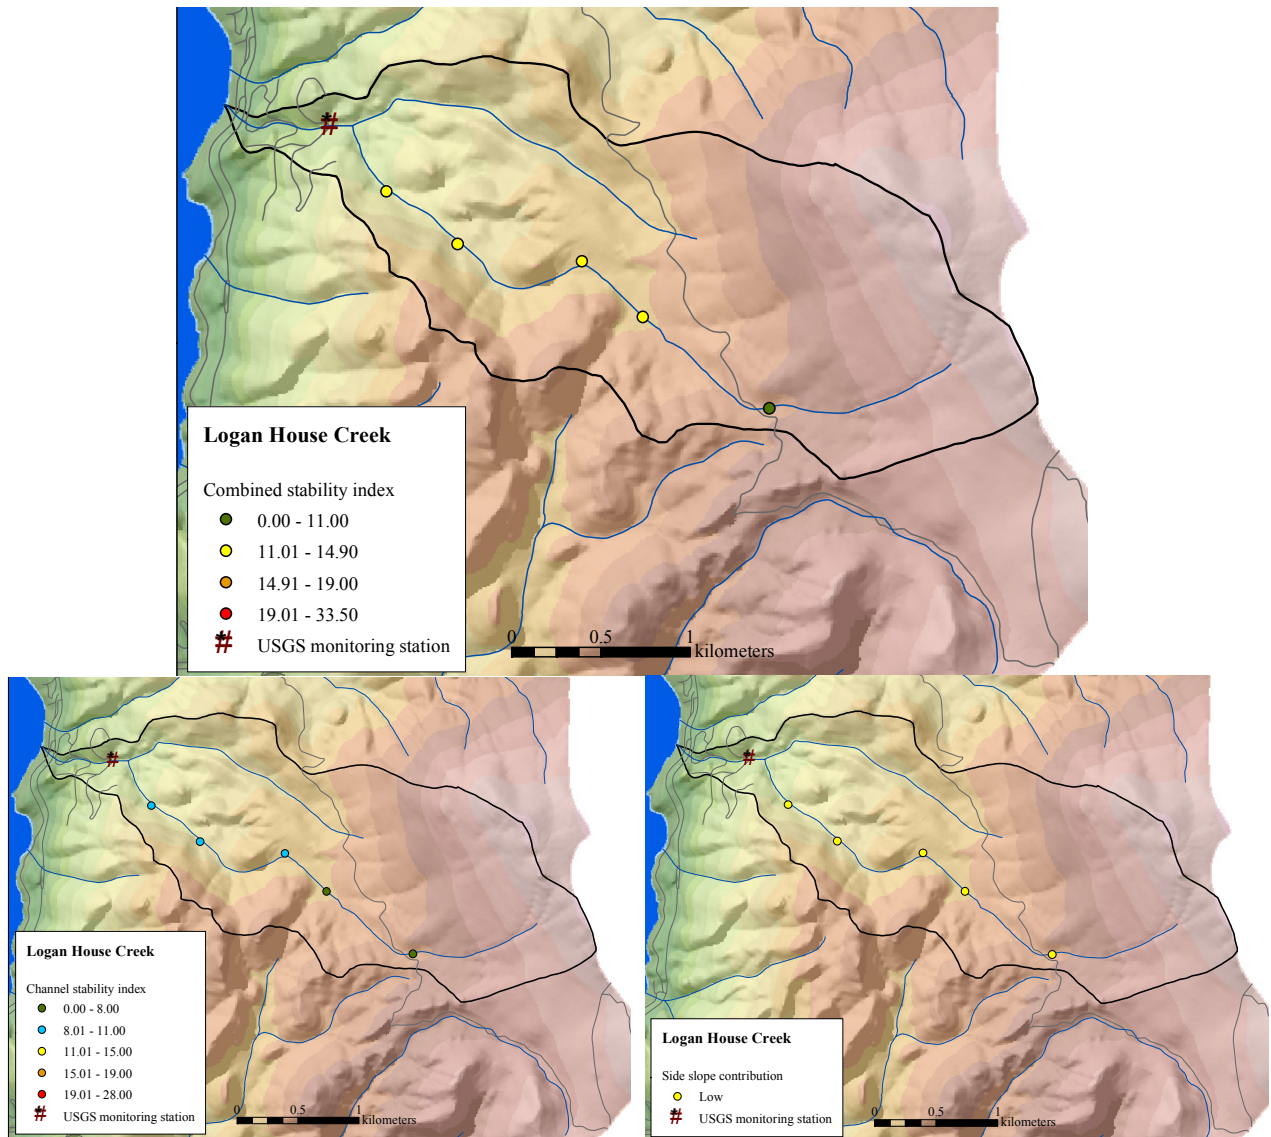 Logan House Creek
Combined stability index
0.00 - 11.00
11.01 - 14.90
14.91 - 19.00
19.01 - 33.50
# USGS monitoring station
0 0.5 1
kilometers
#
Logan House Creek
Channel stability index
0.00 - 8.00
8.01 - 11.00
11.01 - 15.00
15.01 - 19.00
19.01 - 28.00
# USGS monitoring station
0 0.5 1
kilometers
#
Logan House Creek
Side slope contribution
Low
# USGS monitoring station
0 0.5 1
kilometers
#